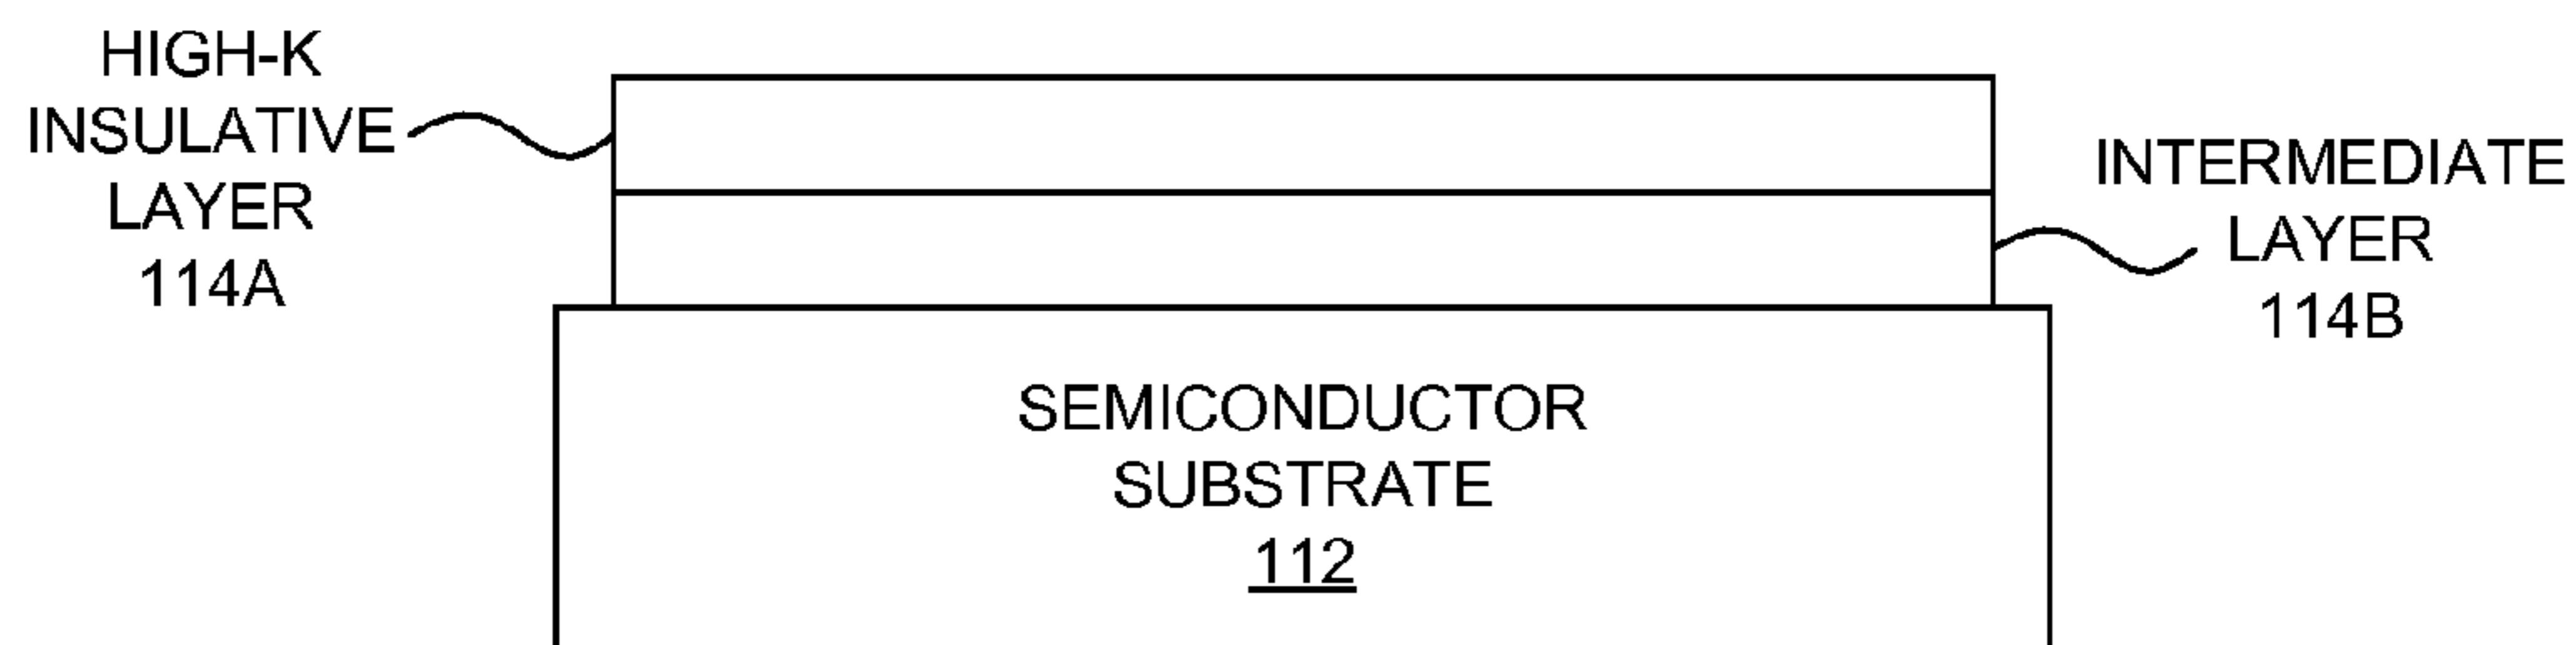 HIGH-K
INSULATIVE
LAYER
114A
INTERMEDIATE
LAYER
114B
SEMICONDUCTOR
SUBSTRATE
112